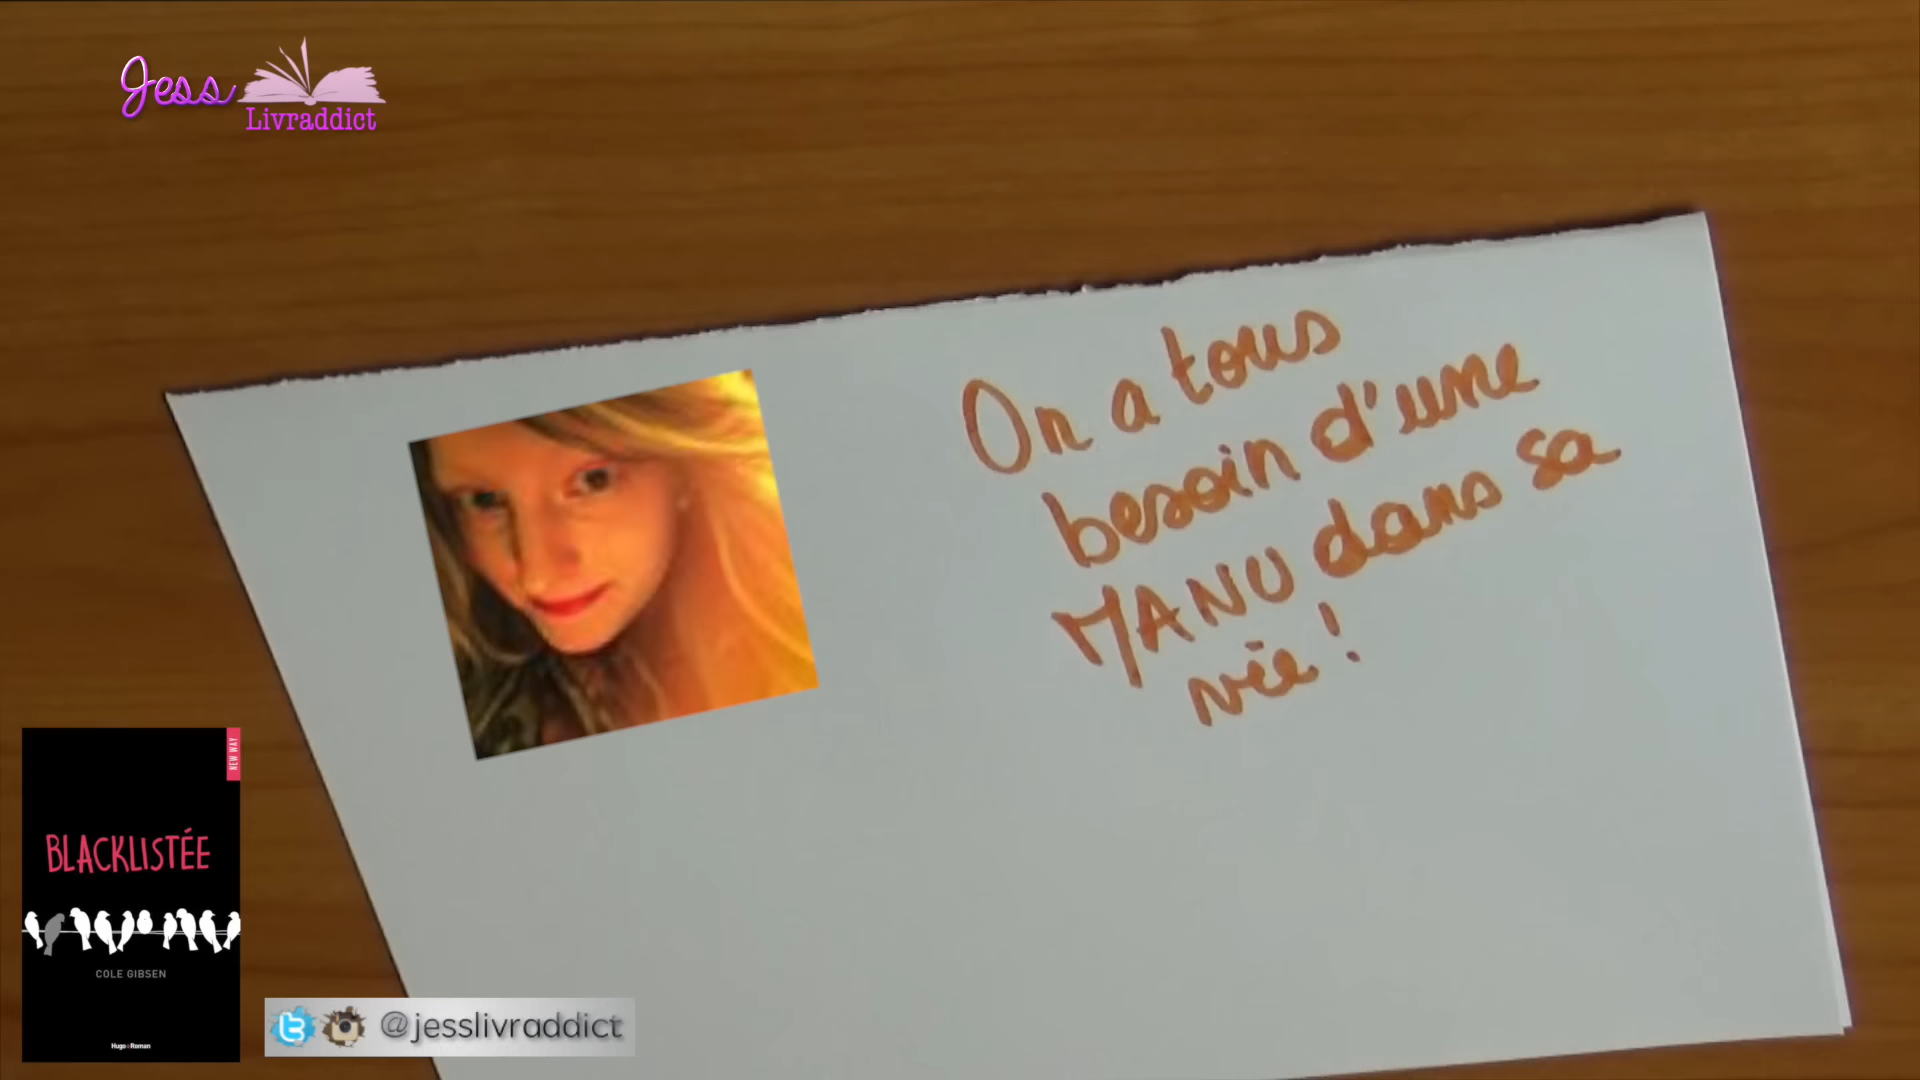 Jess
Livraddict
On a tous
besoin d'une
MANU dans sa
vie !
NEW WAY
BLACKLISTÉE
COLE GIBSEN
Hugo Roman
@jesslivraddict